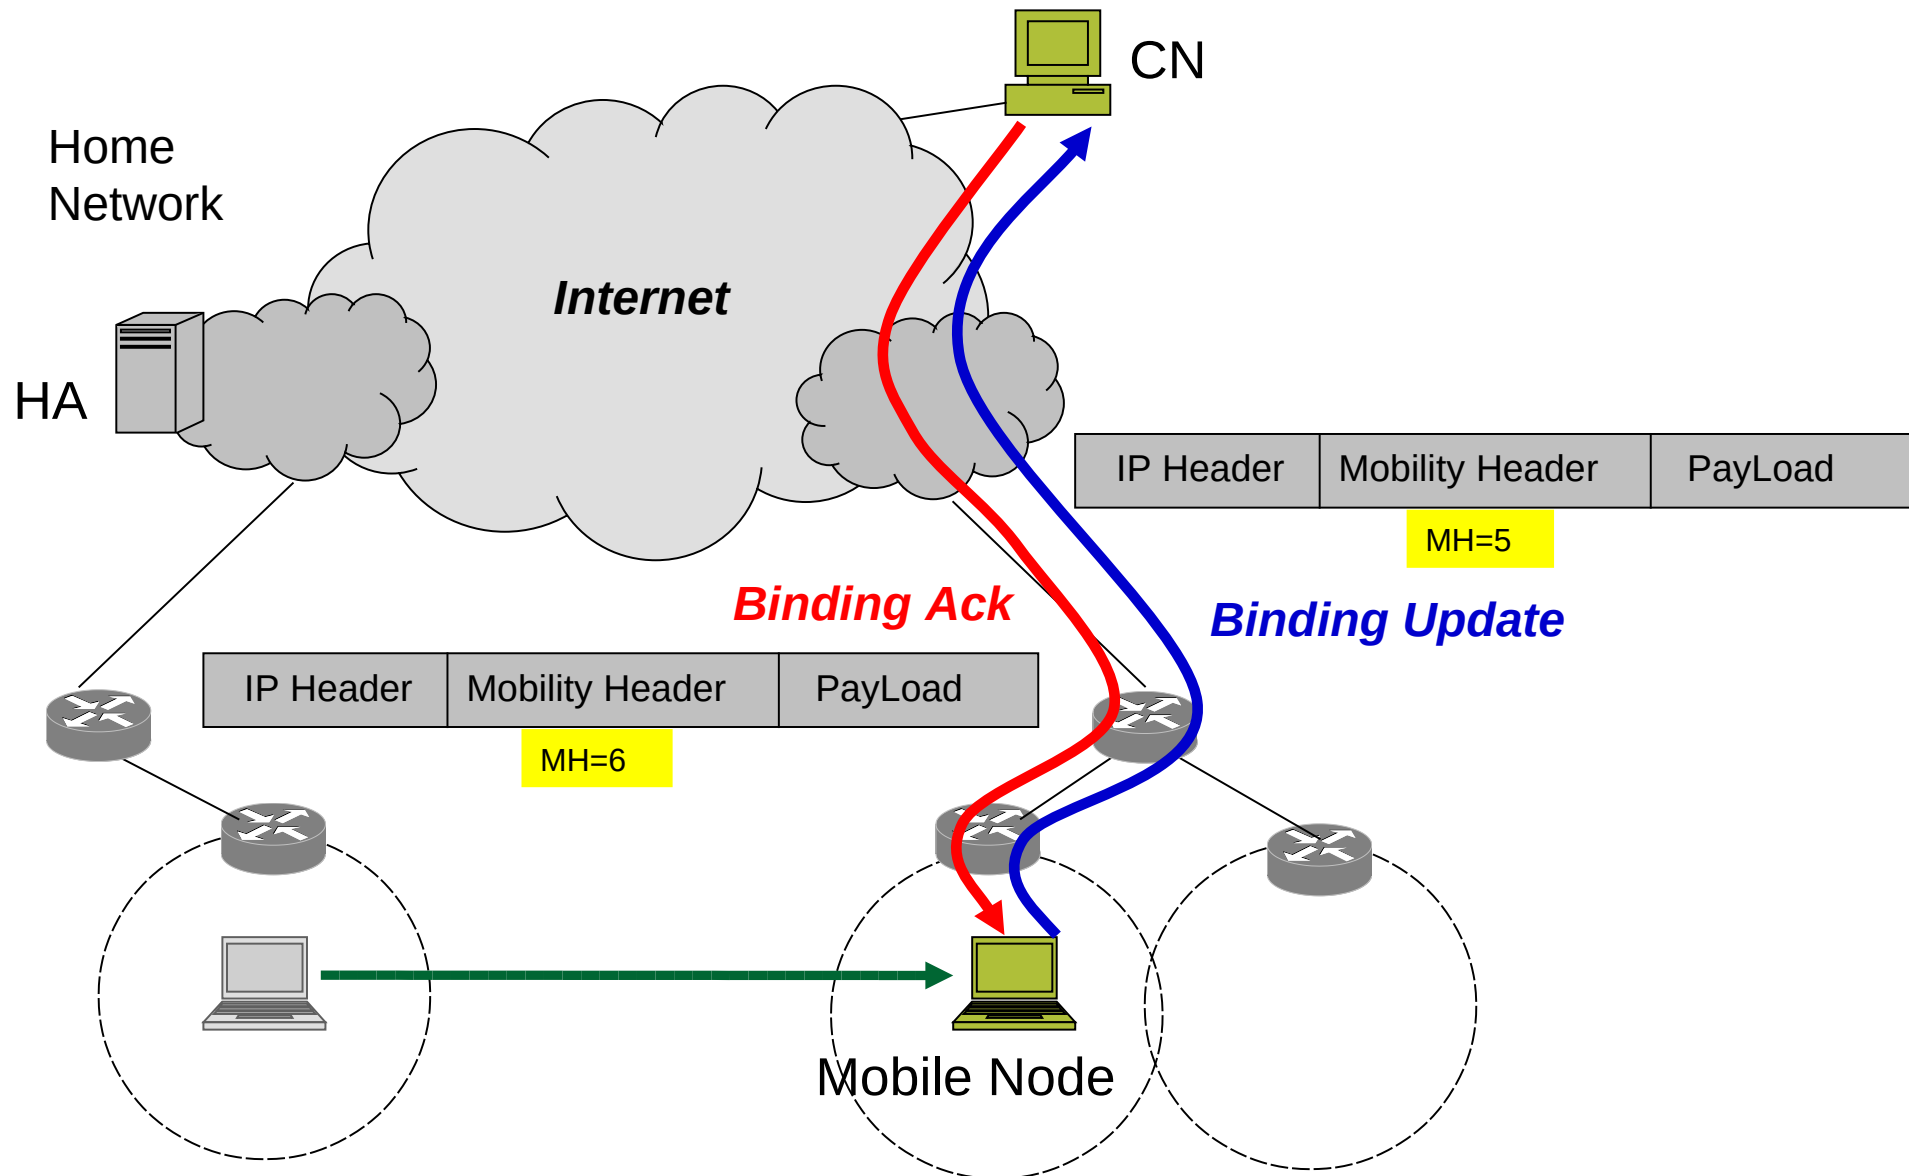 CN
Home
Network
Internet
HA
IP Header Mobility Header PayLoad
MH=5
Binding Ack
Binding Update
IP Header Mobility Header PayLoad
MH=6
Mobile Node